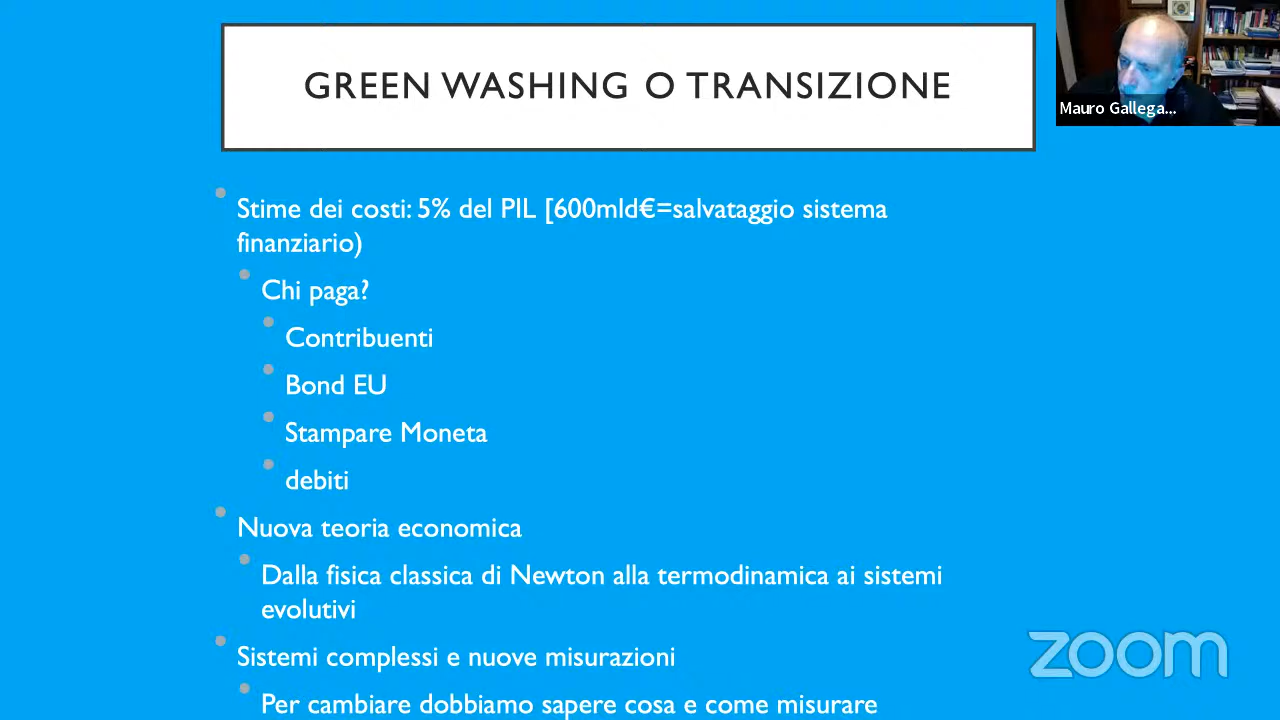 GREEN WASHING O TRANSIZIONE
Mauro Gallega...
Stime dei costi: 5% del PIL [600mld€=salvataggio sistema
finanziario)
Chi paga?
Contribuenti
Bond EU
Stampare Moneta
debiti
Nuova teoria economica
Dalla fisica classica di Newton alla termodinamica ai sistemi
evolutivi
Sistemi complessi e nuove misurazioni
Per cambiare dobbiamo sapere cosa e come misurare
zoom